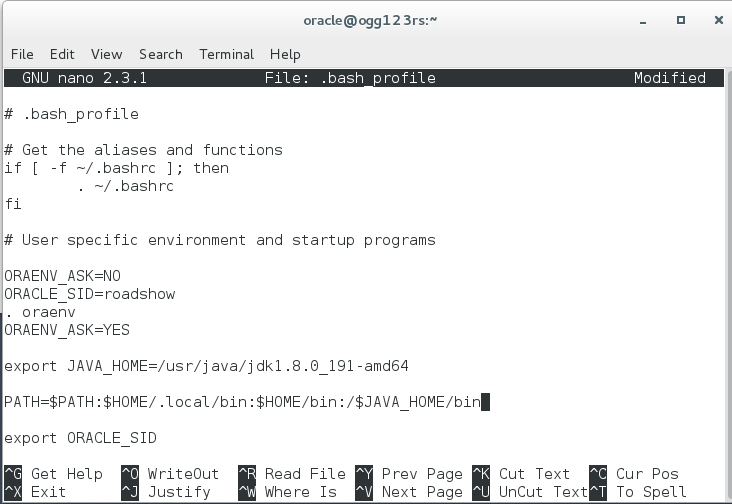 oracle@ogg123rs:~
File Edit View Search Terminal Help
GNU nano 2.3.1 File: .bash_profile Modified
# .bash_profile
# Get the aliases and functions
if [ -f ~/.bashrc ]; then
. ~/.bashrc
fi
# User specific environment and startup programs
ORAENV_ASK=NO
ORACLE_SID=roadshow
. oraenv
ORAENV_ASK=YES
export JAVA_HOME=/usr/java/jdk1.8.0_191-amd64
PATH=$PATH:$HOME/.local/bin:$HOME/bin:/$JAVA_HOME/bin
export ORACLE_SID
^G Get Help ^O WriteOut ^R Read File ^Y Prev Page ^K Cut Text ^C Cur Pos
^X Exit ^J Justify ^W Where Is ^V Next Page ^U UnCut Text ^T To Spell